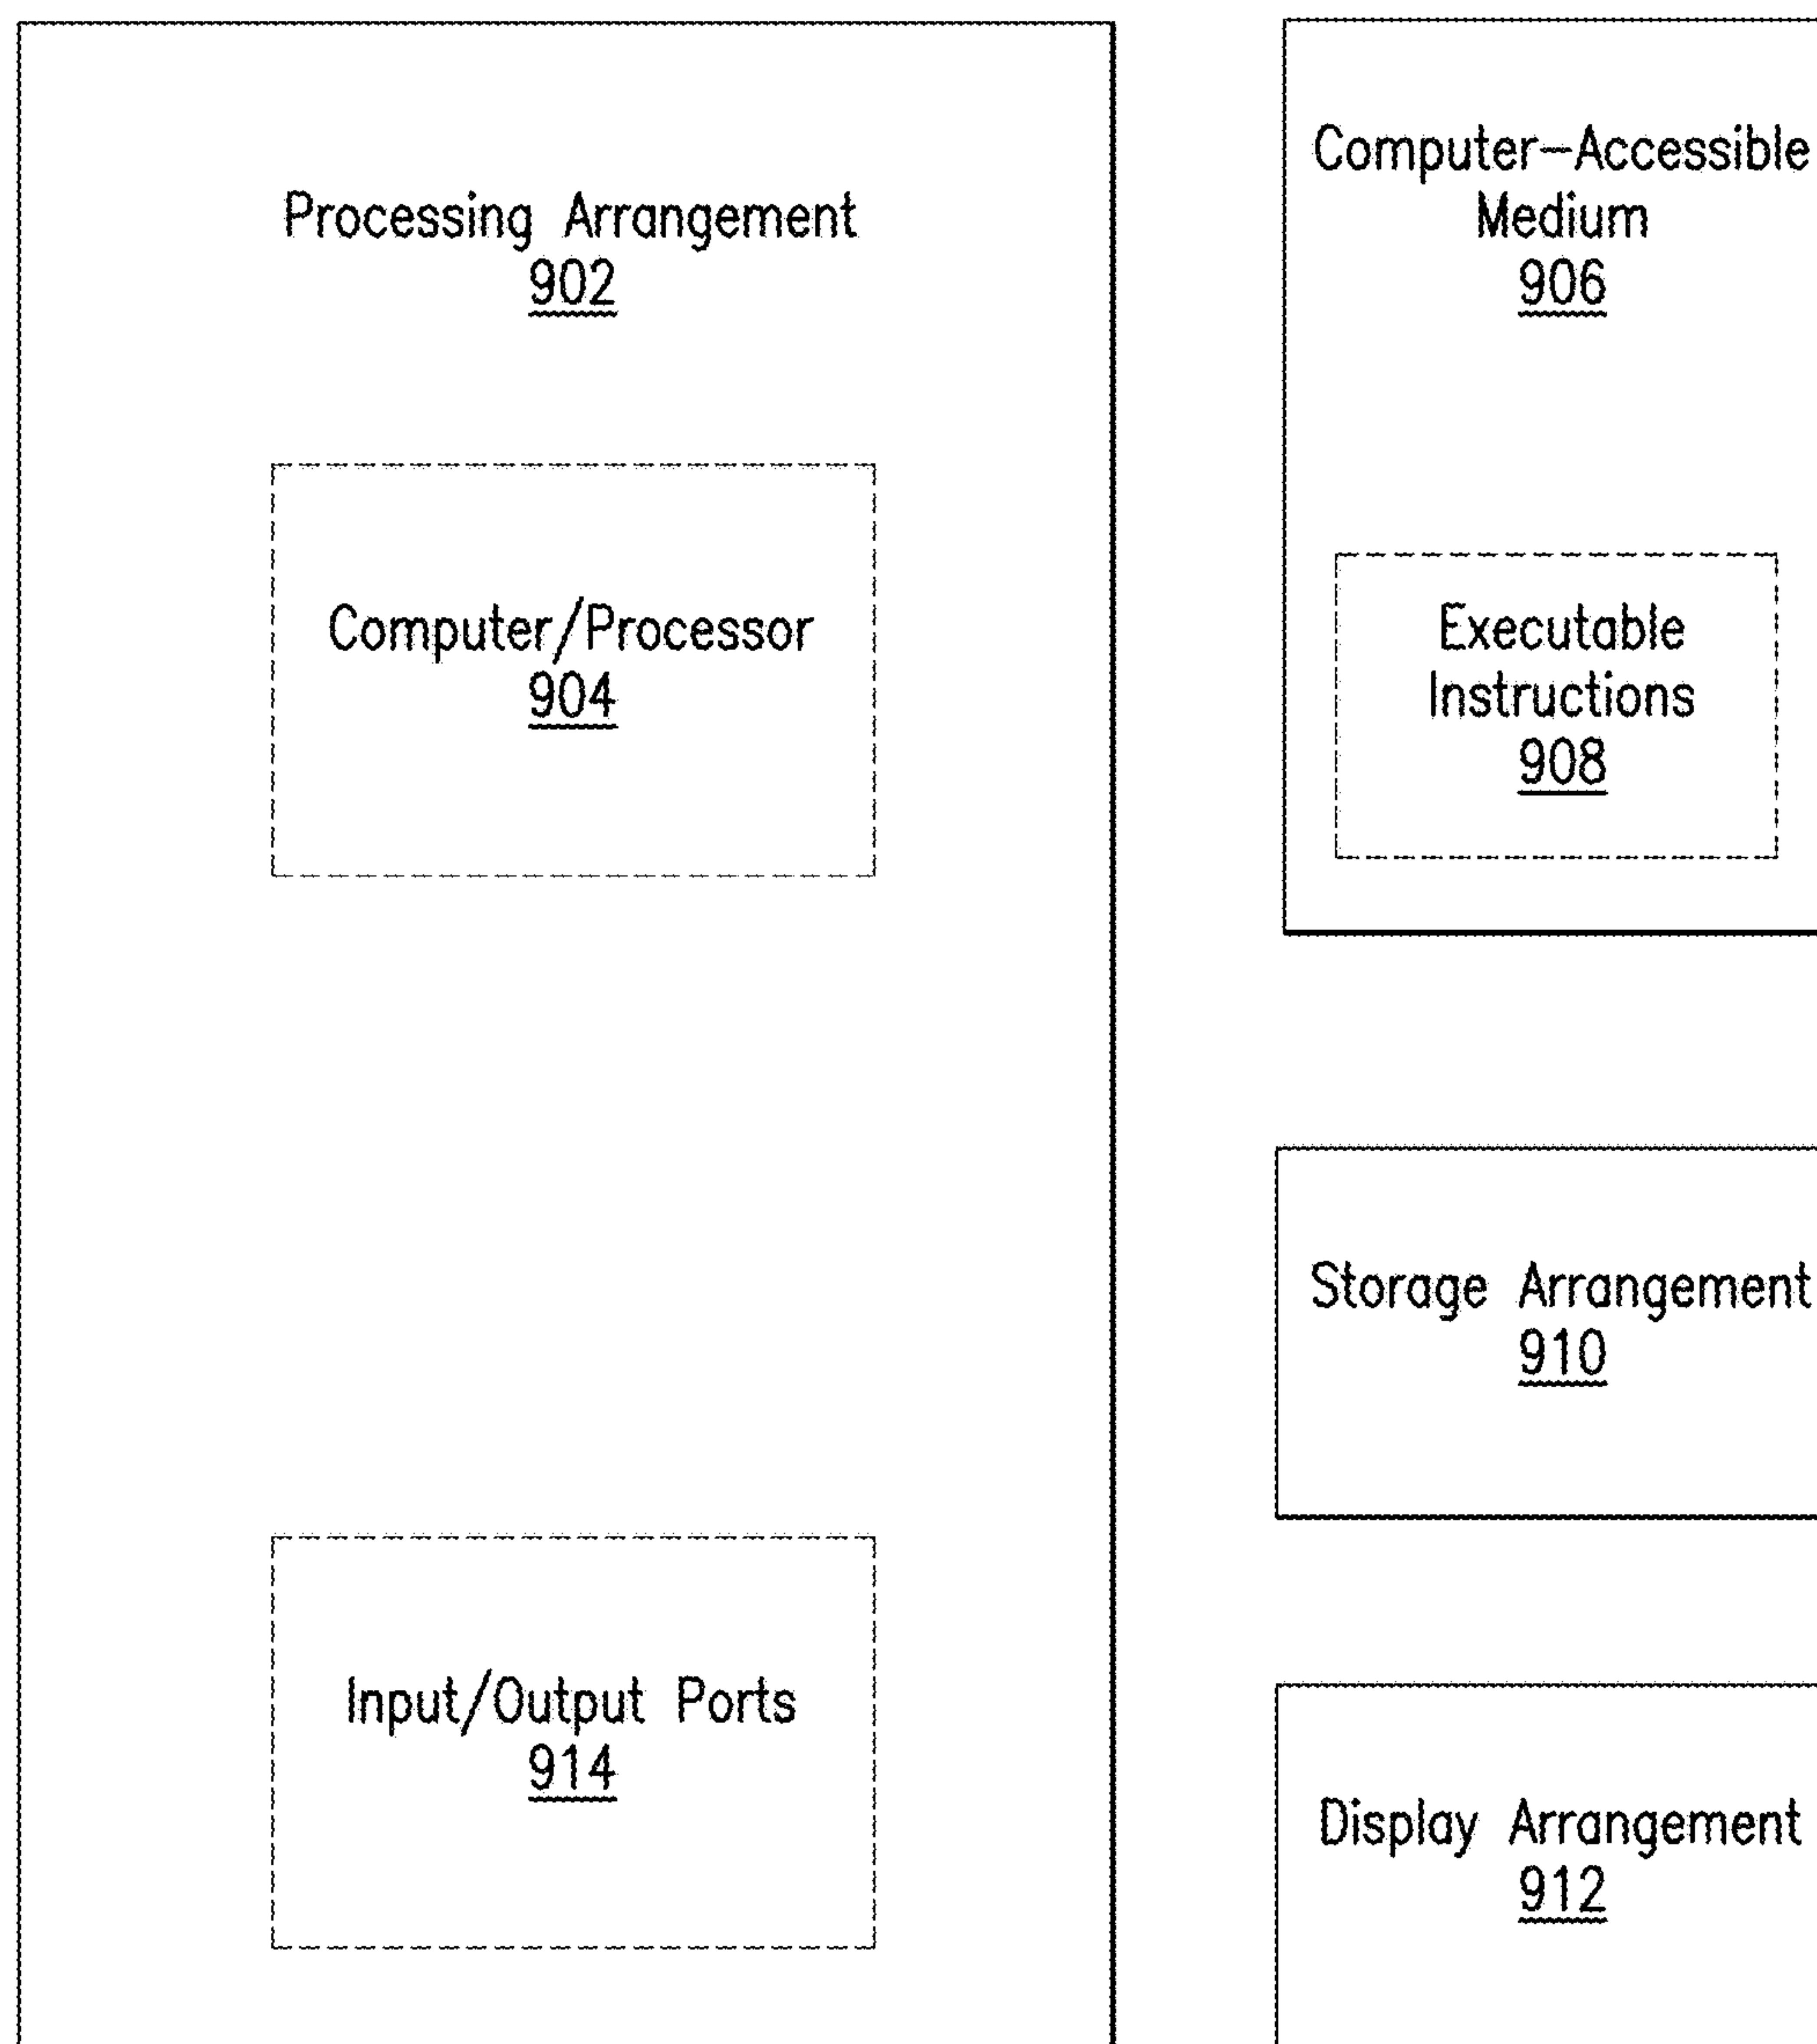 Processing Arrangement
902
Computer/Processor
904
Input/Output Ports
914
Computer-Accessible
Medium
906
Executable
Instructions
908
Storage Arrangement
910
Display Arrangement
912